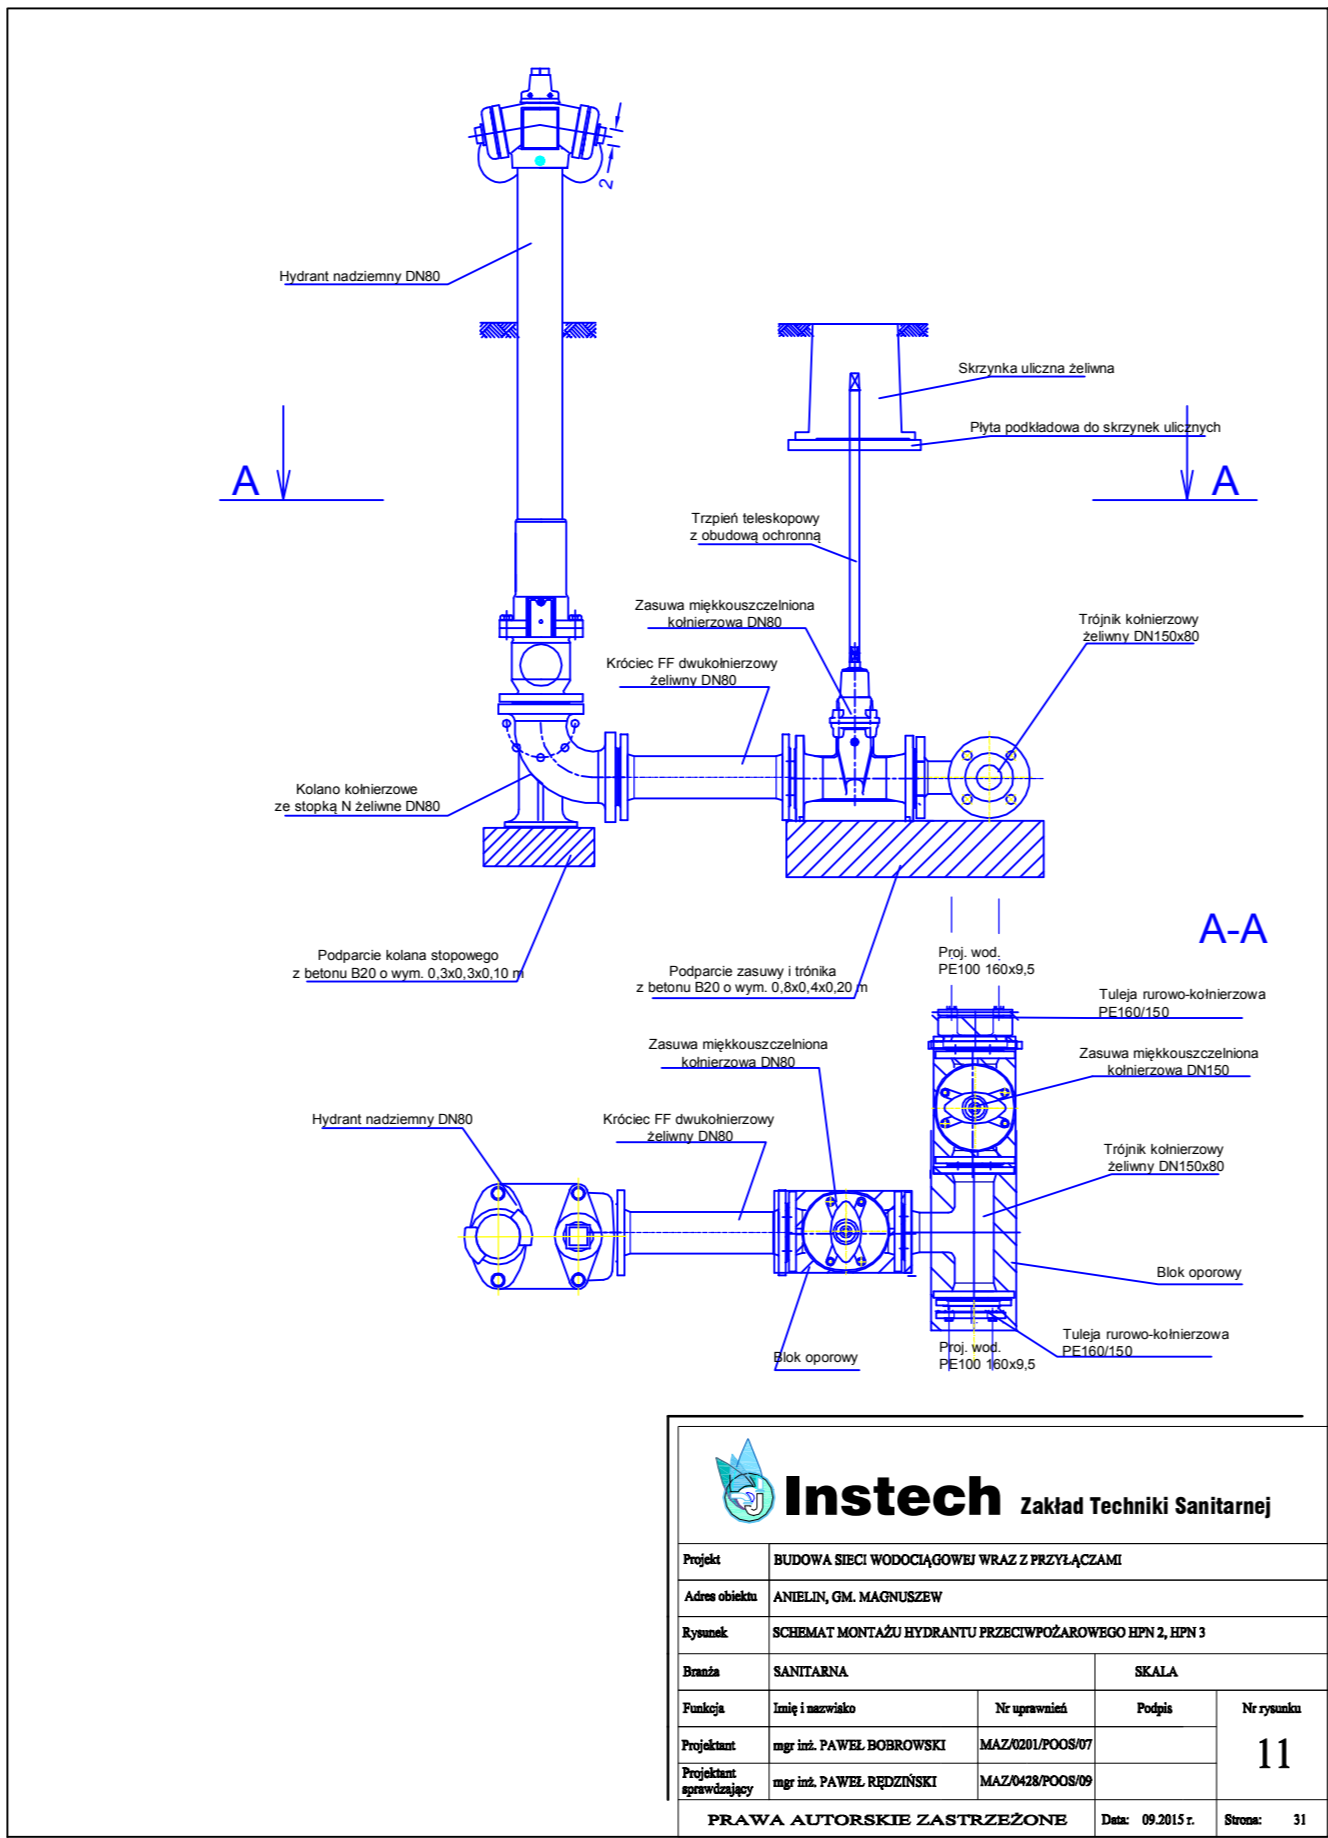 2
Hydrant nadziemny DN80
Skrzynka uliczna żeliwna
Płyta podkładowa do skrzynek ulicznych
A
A
Trzpień teleskopowy
z obudową ochronną
Zasuwa miękkouszczelniona
kołnierzowa DN80
Trójnik kołnierzowy
żeliwny DN150x80
Króciec FF dwukołnierzowy
żeliwny DN80
Kolano kołnierzowe
ze stopką N żeliwne DN80
A-A
Podparcie kolana stopowego
z betonu B20 o wym. 0,3x0,3x0,10 m
Podparcie zasuwy i trónika
z betonu B20 o wym. 0,8x0,4x0,20 m
Proj. wod.
PE100 160x9,5
Tuleja rurowo-kołnierzowa
PE160/150
Zasuwa miękkouszczelniona
kołnierzowa DN80
Zasuwa miękkouszczelniona
kołnierzowa DN150
Hydrant nadziemny DN80
Króciec FF dwukołnierzowy
żeliwny DN80
Trójnik kołnierzowy
żeliwny DN150x80
Blok oporowy
Tuleja rurowo-kołnierzowa
PE160/150
Blok oporowy
Proj. wod.
PE100 160x9,5
Instech Zakład Techniki Sanitarnej
Projekt BUDOWA SIECI WODOCIĄGOWEJ WRAZ Z PRZYŁĄCZAMI
Adres obiektu ANIELIN, GM. MAGNUSZEW
Rysunek SCHEMAT MONTAŻU HYDRANTU PRZECIWPOŻAROWEGO HPN 2, HPN 3
Branża SANITARNA SKALA
Funkcja Imię i nazwisko Nr uprawnień Podpis Nr rysunku
Projektant mgr inż. PAWEŁ BOBROWSKI MAZ/0201/POOS/07
11
Projektant
sprawdzający mgr inż. PAWEŁ RĘDZIŃSKI MAZ/0428/POOS/09
PRAWA AUTORSKIE ZASTRZEŻONE Data: 09.2015 r. Strona: 31